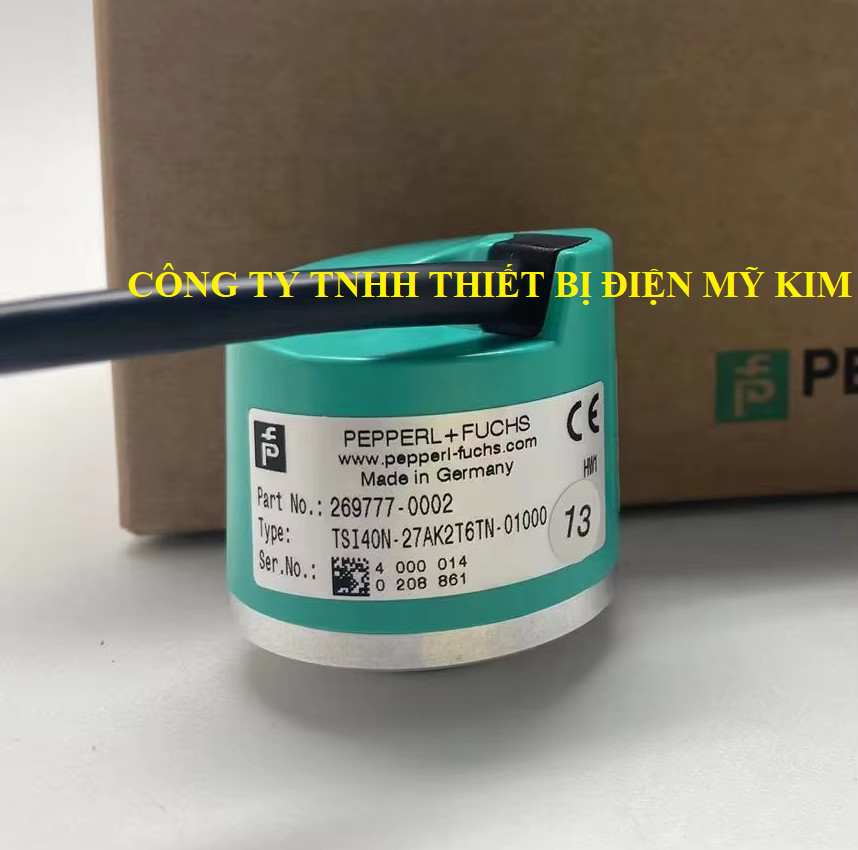 CÔNG TY TNHH THIẾT BỊ ĐIỆN MỸ KIM
PEPPERL+FUCHS
www.pepperl-fuchs.com
Made in Germany
CE
HW1
Part No.: 269777-0002
Type: TSI40N-27AK2T6TN-01000
13
Ser.No.: 4 000 014
0 208 861
PE